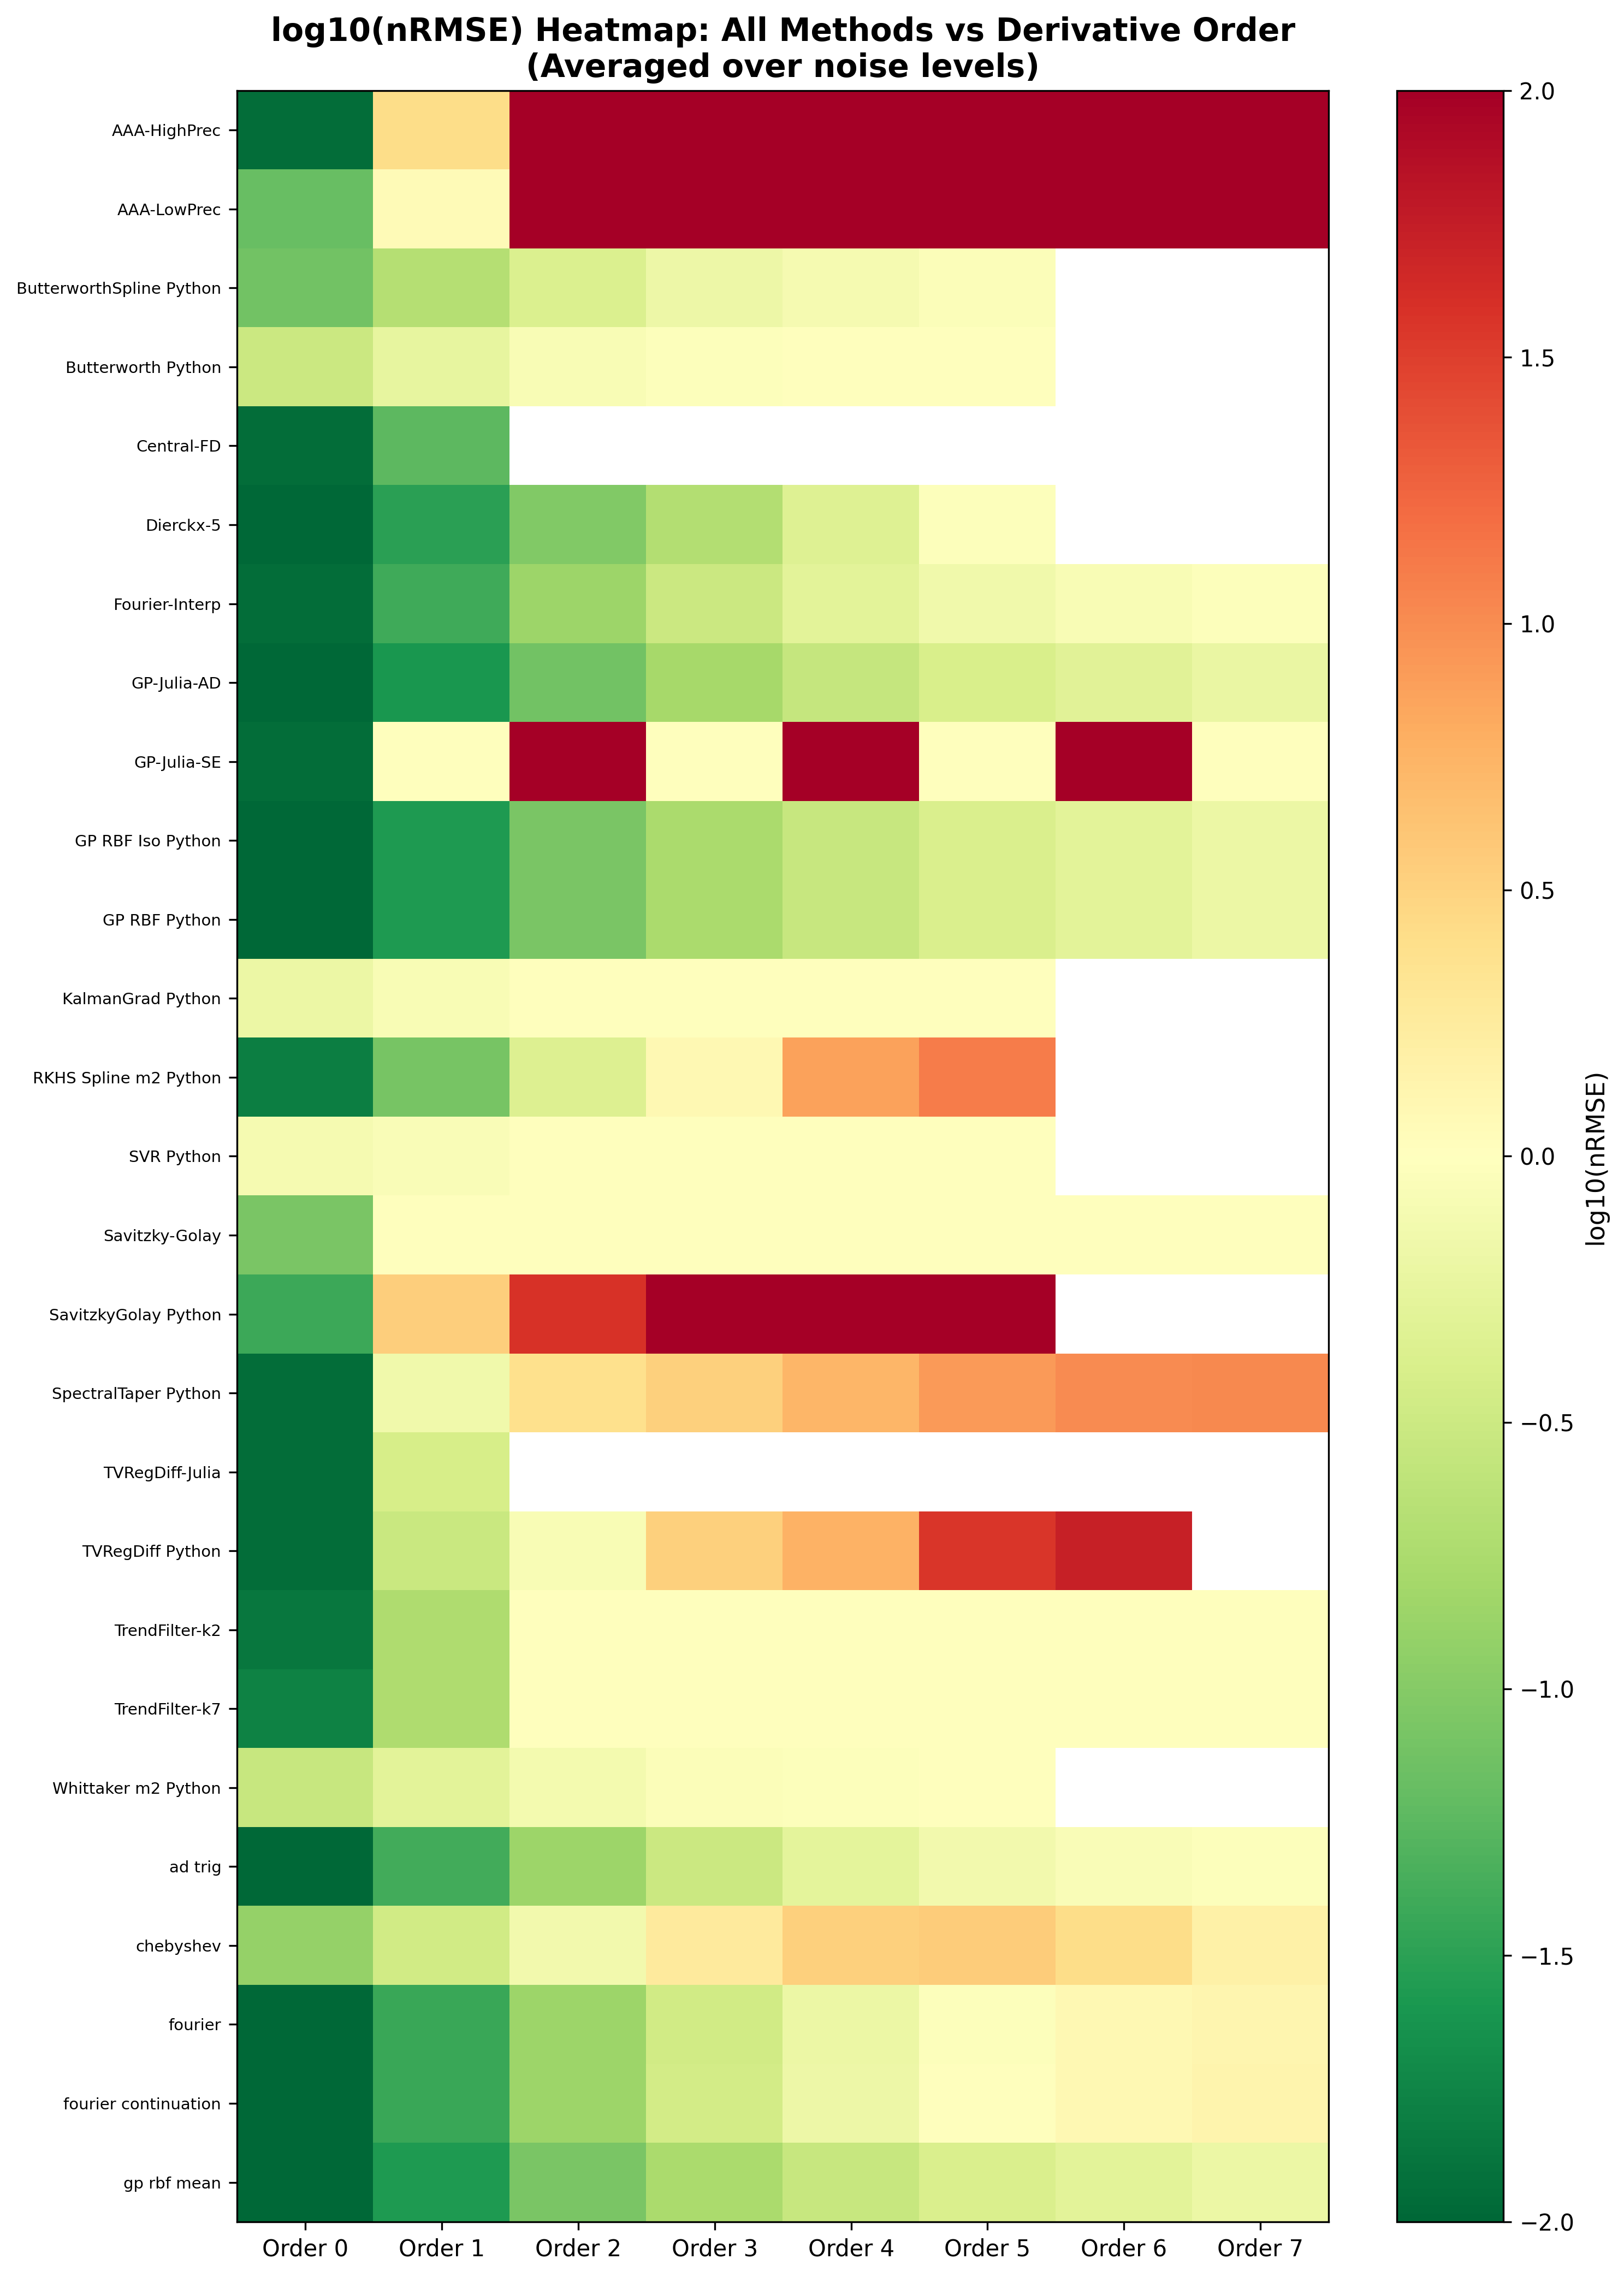 log10(nRMSE) Heatmap: All Methods vs Derivative Order
(Averaged over noise levels)
AAA-HighPrec
AAA-LowPrec
ButterworthSpline Python
Butterworth Python
Central-FD
Dierckx-5
Fourier-Interp
GP-Julia-AD
GP-Julia-SE
GP RBF Iso Python
GP RBF Python
KalmanGrad Python
RKHS Spline m2 Python
SVR Python
Savitzky-Golay
SavitzkyGolay Python
SpectralTaper Python
TVRegDiff-Julia
TVRegDiff Python
TrendFilter-k2
TrendFilter-k7
Whittaker m2 Python
ad trig
chebyshev
fourier
fourier continuation
gp rbf mean
Order 0
Order 1
Order 2
Order 3
Order 4
Order 5
Order 6
Order 7
2.0
1.5
1.0
0.5
0.0
−0.5
−1.0
−1.5
−2.0
log10(nRMSE)